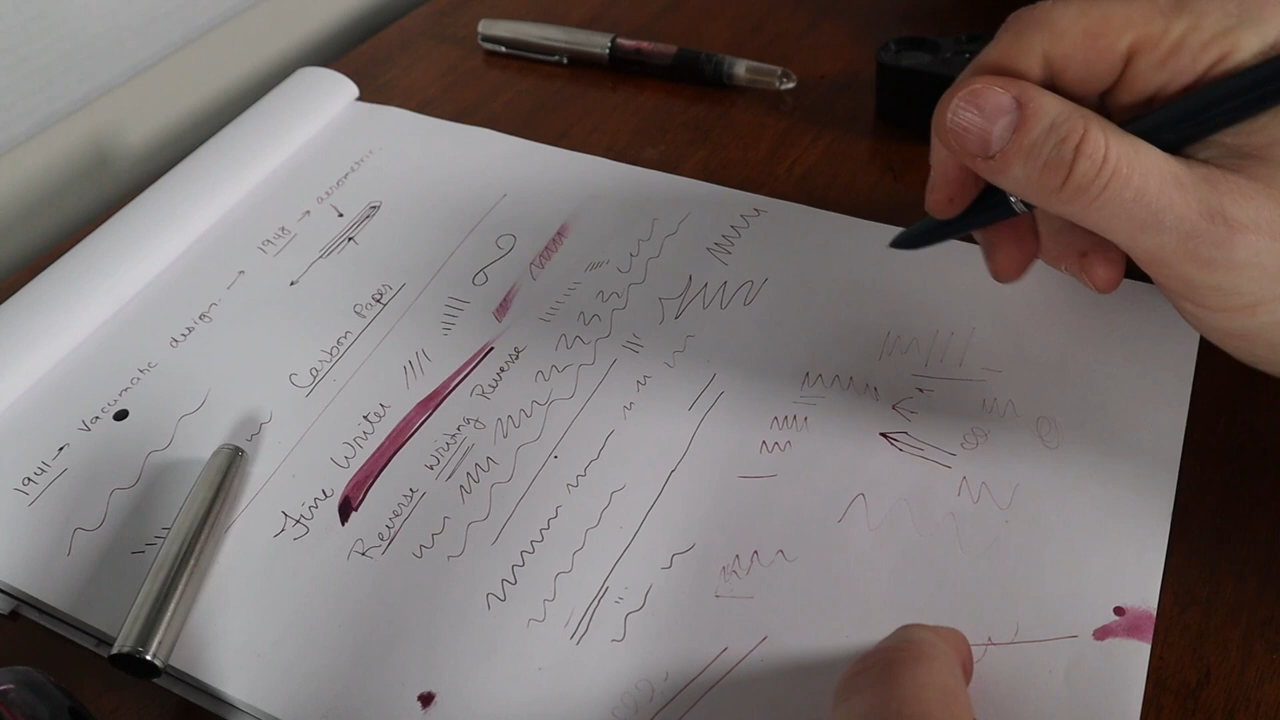 1941 → Vacumatic design. → 1948 → aerometric.
Carbon Paper
Fine Writer
Reverse Writing Reverse